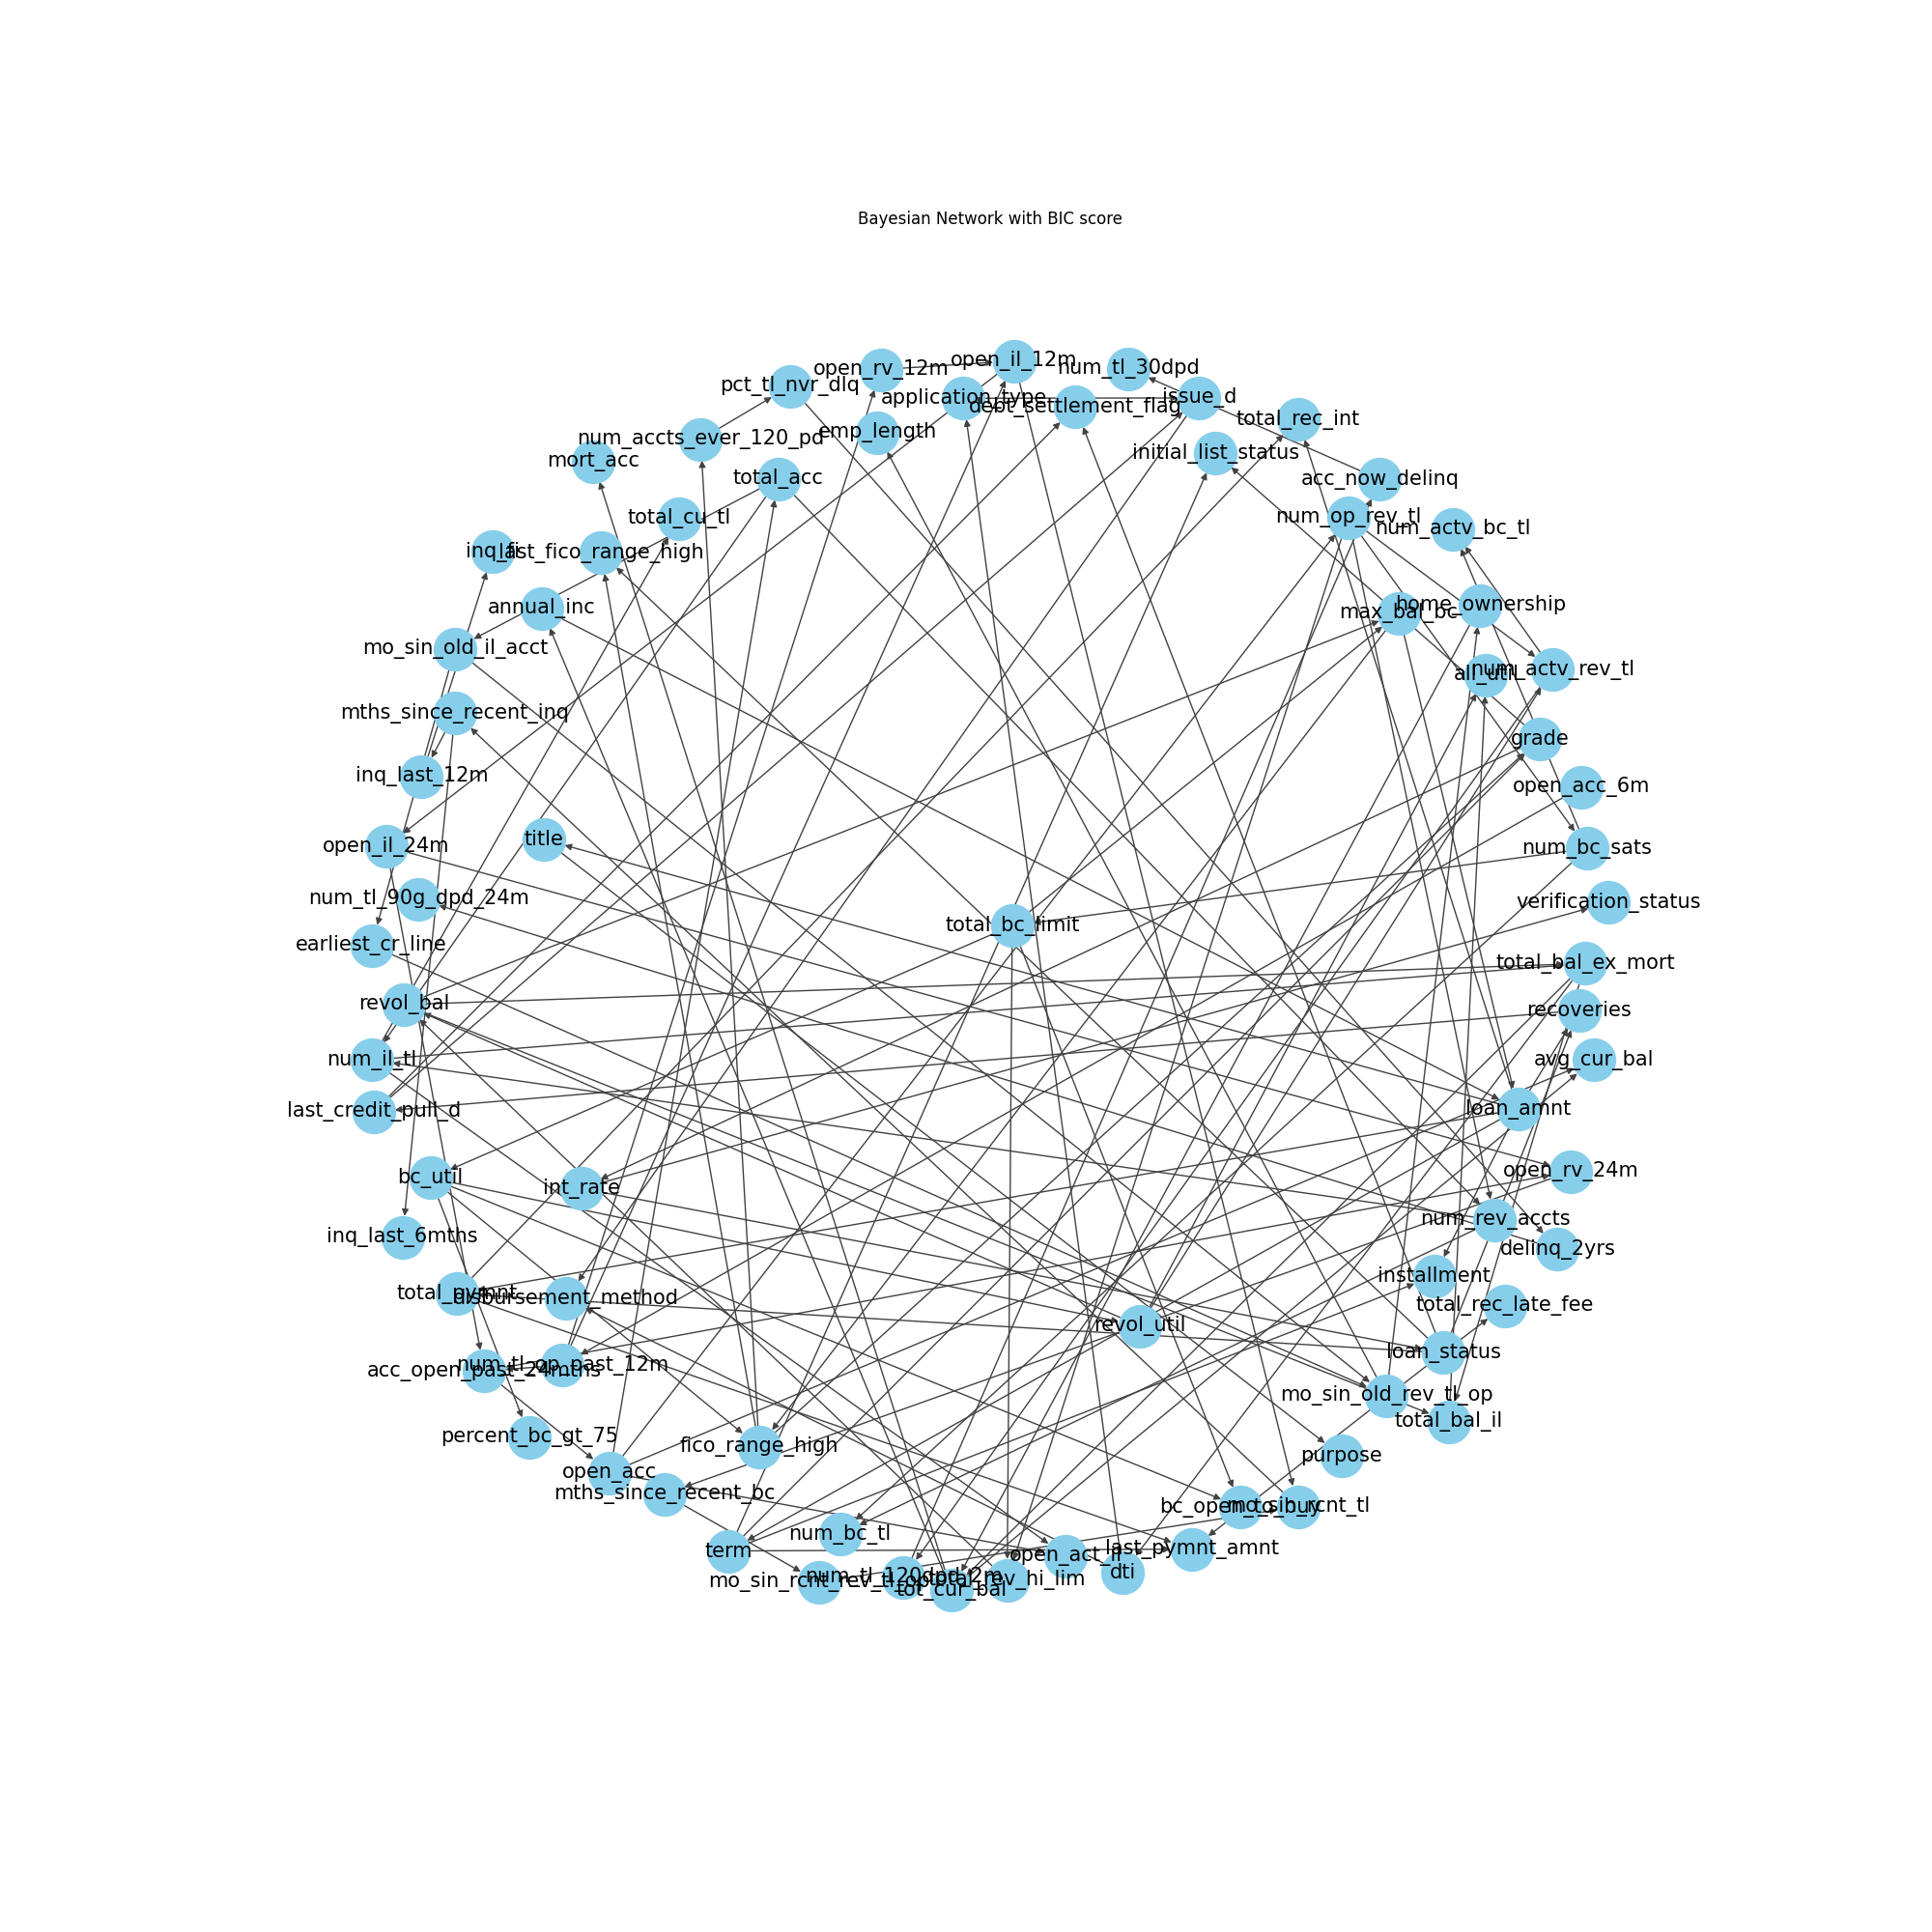 Bayesian Network with BIC score
open_il_12m
open_rv_12m
num_tl_30dpd
pct_tl_nvr_dlq
application_type
issue_d
debt_settlement_flag
total_rec_int
emp_length
num_accts_ever_120_pd
initial_list_status
mort_acc
total_acc
acc_now_delinq
total_cu_tl
num_op_rev_tl
num_actv_bc_tl
inq_fi
last_fico_range_high
annual_inc
home_ownership
max_bal_bc
mo_sin_old_il_acct
num_actv_rev_tl
all_util
mths_since_recent_inq
grade
inq_last_12m
open_acc_6m
open_il_24m
title
num_bc_sats
num_tl_90g_dpd_24m
verification_status
total_bc_limit
earliest_cr_line
total_bal_ex_mort
revol_bal
recoveries
num_il_tl
avg_cur_bal
last_credit_pull_d
loan_amnt
bc_util
open_rv_24m
int_rate
num_rev_accts
inq_last_6mths
delinq_2yrs
installment
total_pymnt
disbursement_method
total_rec_late_fee
revol_util
loan_status
num_tl_op_past_12m
acc_open_past_24mths
mo_sin_old_rev_tl_op
total_bal_il
percent_bc_gt_75
fico_range_high
purpose
open_acc
mths_since_recent_bc
bc_open_to_buy
mo_sin_rcnt_tl
num_bc_tl
term
last_pymnt_amnt
open_act_il
dti
mo_sin_rcnt_rev_tl_op
num_tl_120dpd_2m
total_rev_hi_lim
tot_cur_bal